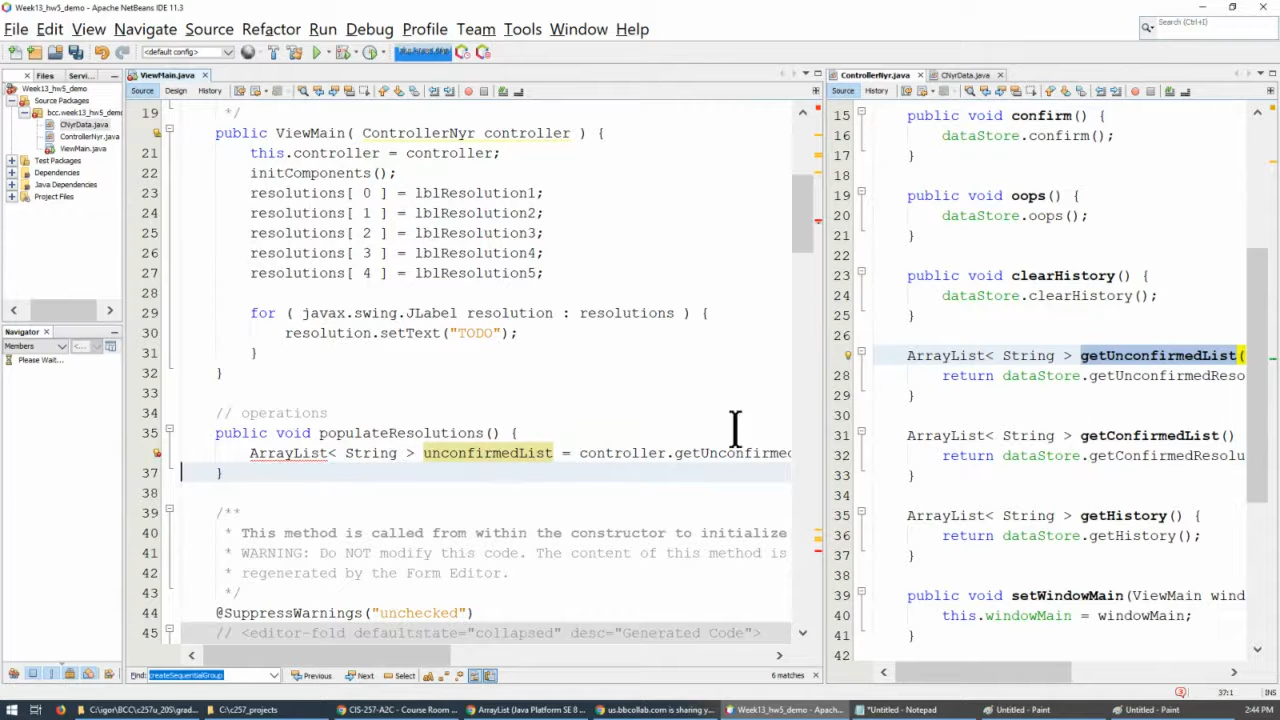 Week13_hw5_demo - Apache NetBeans IDE 11.3
File Edit View Navigate Source Refactor Run Debug Profile Team Tools Window Help
Search (Ctrl+I)
<default config>
Files Servi...
Week13_hw5_demo
Source Packages
bcc.week13_hw5_demo
CNyrData.java
ControllerNyr.java
ViewMain.java
Test Packages
Dependencies
Java Dependencies
Project Files
Navigator
Members
Please Wait...
ViewMain.java
Source Design History
19 */
public ViewMain( ControllerNyr controller ) {
21 this.controller = controller;
22 initComponents();
23 resolutions[ 0 ] = lblResolution1;
24 resolutions[ 1 ] = lblResolution2;
25 resolutions[ 2 ] = lblResolution3;
26 resolutions[ 3 ] = lblResolution4;
27 resolutions[ 4 ] = lblResolution5;
28
29 for ( javax.swing.JLabel resolution : resolutions ) {
30 resolution.setText("TODO");
31 }
32 }
33
34 // operations
35 public void populateResolutions() {
ArrayList< String > unconfirmedList = controller.getUnconfirmed
37 }
38
39 /**
40 * This method is called from within the constructor to initialize
41 * WARNING: Do NOT modify this code. The content of this method is
42 * regenerated by the Form Editor.
43 */
44 @SuppressWarnings("unchecked")
45 // <editor-fold defaultstate="collapsed" desc="Generated Code">
ControllerNyr.java CNyrData.java
Source History
15 public void confirm() {
16 dataStore.confirm();
17 }
18
19 public void oops() {
20 dataStore.oops();
21 }
22
23 public void clearHistory() {
24 dataStore.clearHistory();
25 }
26
ArrayList< String > getUnconfirmedList(
28 return dataStore.getUnconfirmedReso
29 }
30
31 ArrayList< String > getConfirmedList()
32 return dataStore.getConfirmedResolu
33 }
34
35 ArrayList< String > getHistory() {
36 return dataStore.getHistory();
37 }
38
39 public void setWindowMain(ViewMain wind
40 this.windowMain = windowMain;
41 }
42
Find: createSequentialGroup Previous Next Select 6 matches
37:1 INS
C:\igor\BCC\c257u_20S\grad... C:\c257_projects CIS-257-A2C - Course Room ... ArrayList (Java Platform SE 8 ... us.bbcollab.com is sharing y... Week13_hw5_demo - Apac... *Untitled - Notepad Untitled - Paint Untitled - Paint 2:44 PM